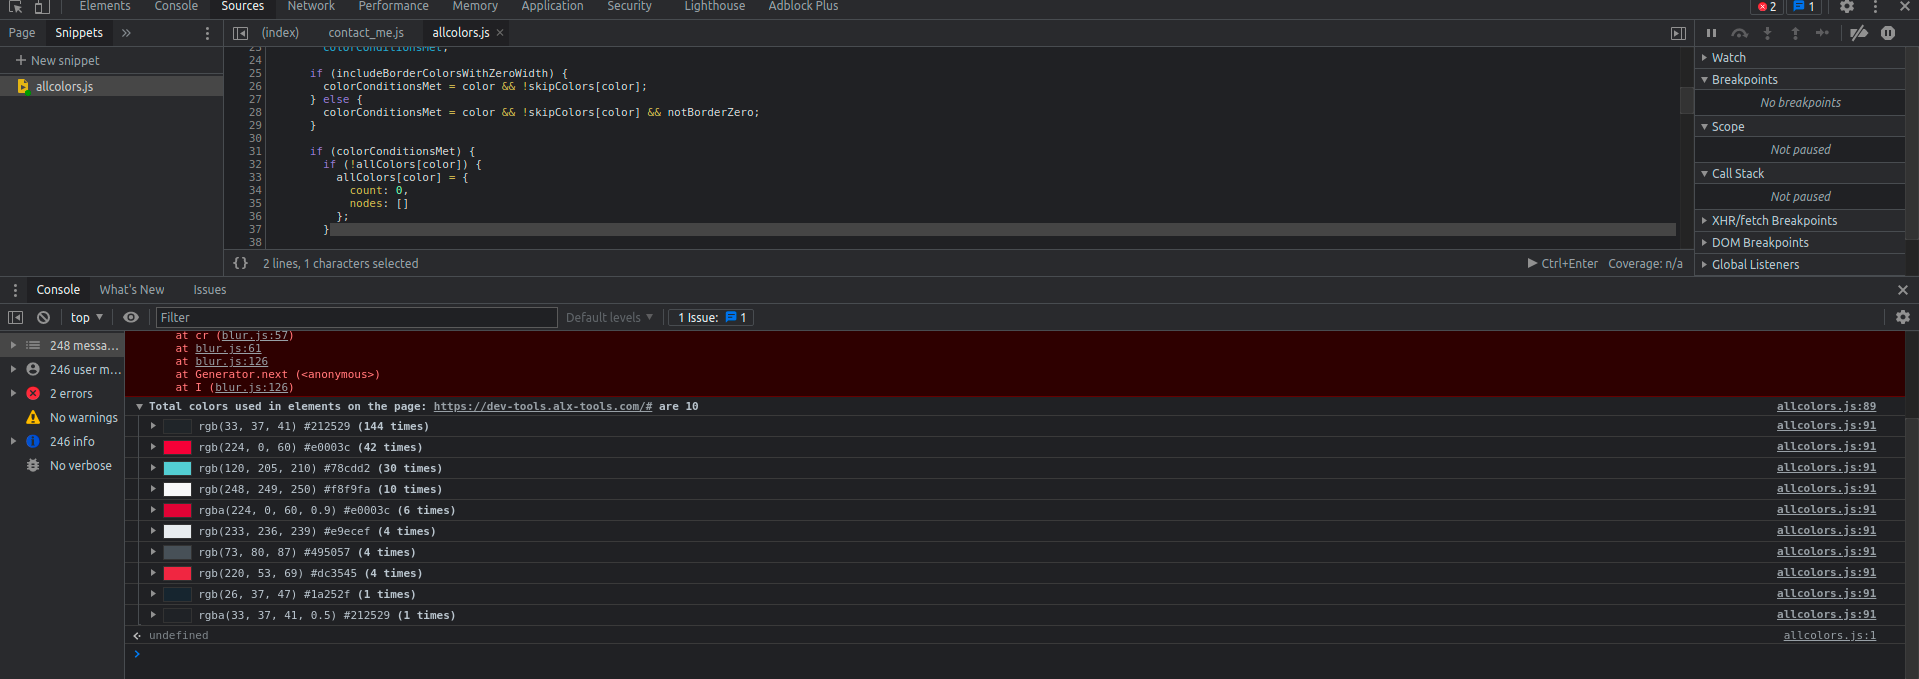 Elements Console Sources Network Performance Memory Application Security Lighthouse Adblock Plus 2 1
Page Snippets » (index) contact_me.js allcolors.js ×
+ New snippet
allcolors.js
23 colorConditionsMet;
24
25 if (includeBorderColorsWithZeroWidth) {
26 colorConditionsMet = color && !skipColors[color];
27 } else {
28 colorConditionsMet = color && !skipColors[color] && notBorderZero;
29 }
30
31 if (colorConditionsMet) {
32 if (!allColors[color]) {
33 allColors[color] = {
34 count: 0,
35 nodes: []
36 };
37 }
38
{} 2 lines, 1 characters selected Ctrl+Enter Coverage: n/a
Watch
Breakpoints
No breakpoints
Scope
Not paused
Call Stack
Not paused
XHR/fetch Breakpoints
DOM Breakpoints
Global Listeners
Console What's New Issues
top Filter Default levels 1 Issue: 1
248 messa...
246 user m...
2 errors
No warnings
246 info
No verbose
at cr (blur.js:57)
at blur.js:61
at blur.js:126
at Generator.next (<anonymous>)
at I (blur.js:126)
Total colors used in elements on the page: https://dev-tools.alx-tools.com/# are 10 allcolors.js:89
rgb(33, 37, 41) #212529 (144 times) allcolors.js:91
rgb(224, 0, 60) #e0003c (42 times) allcolors.js:91
rgb(120, 205, 210) #78cdd2 (30 times) allcolors.js:91
rgb(248, 249, 250) #f8f9fa (10 times) allcolors.js:91
rgba(224, 0, 60, 0.9) #e0003c (6 times) allcolors.js:91
rgb(233, 236, 239) #e9ecef (4 times) allcolors.js:91
rgb(73, 80, 87) #495057 (4 times) allcolors.js:91
rgb(220, 53, 69) #dc3545 (4 times) allcolors.js:91
rgb(26, 37, 47) #1a252f (1 times) allcolors.js:91
rgba(33, 37, 41, 0.5) #212529 (1 times) allcolors.js:91
undefined allcolors.js:1